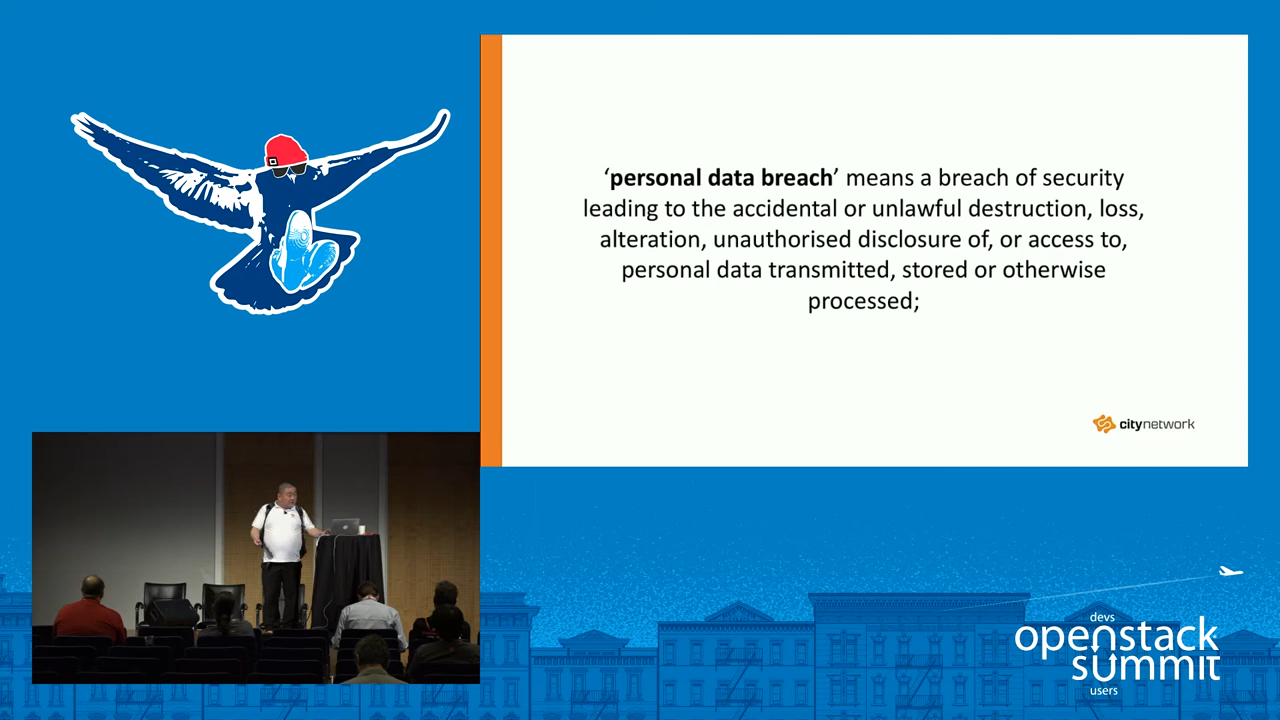 ‘personal data breach’ means a breach of security
leading to the accidental or unlawful destruction, loss,
alteration, unauthorised disclosure of, or access to,
personal data transmitted, stored or otherwise
processed;
citynetwork
devs
openstack
summit
users